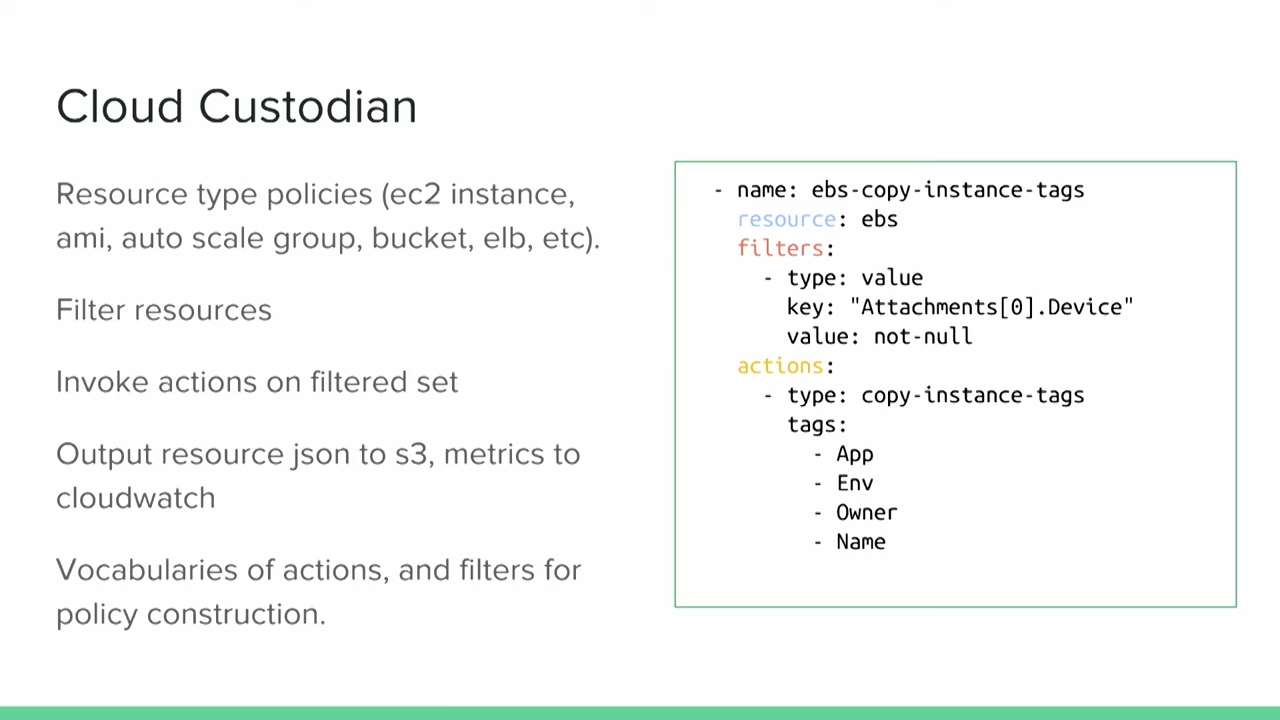 Cloud Custodian
Resource type policies (ec2 instance,
ami, auto scale group, bucket, elb, etc).
Filter resources
Invoke actions on filtered set
Output resource json to s3, metrics to
cloudwatch
Vocabularies of actions, and filters for
policy construction.
- name: ebs-copy-instance-tags
resource: ebs
filters:
- type: value
key: "Attachments[0].Device"
value: not-null
actions:
- type: copy-instance-tags
tags:
- App
- Env
- Owner
- Name